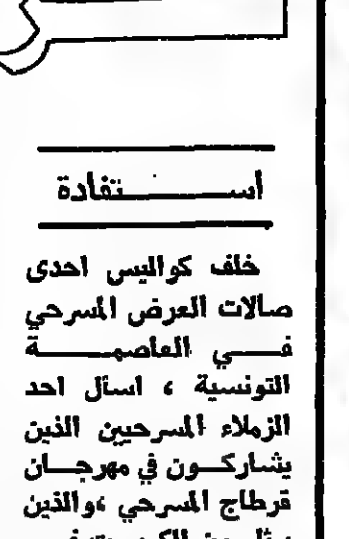 أستفادة
خلف كواليس احدى
صالات العرض المسرحي
في العاصمة
التونسية ، اسأل احد
الزملاء المسرحيين الذين
يشاركون في مهرجان
قرطاج المسرحي ،والذين